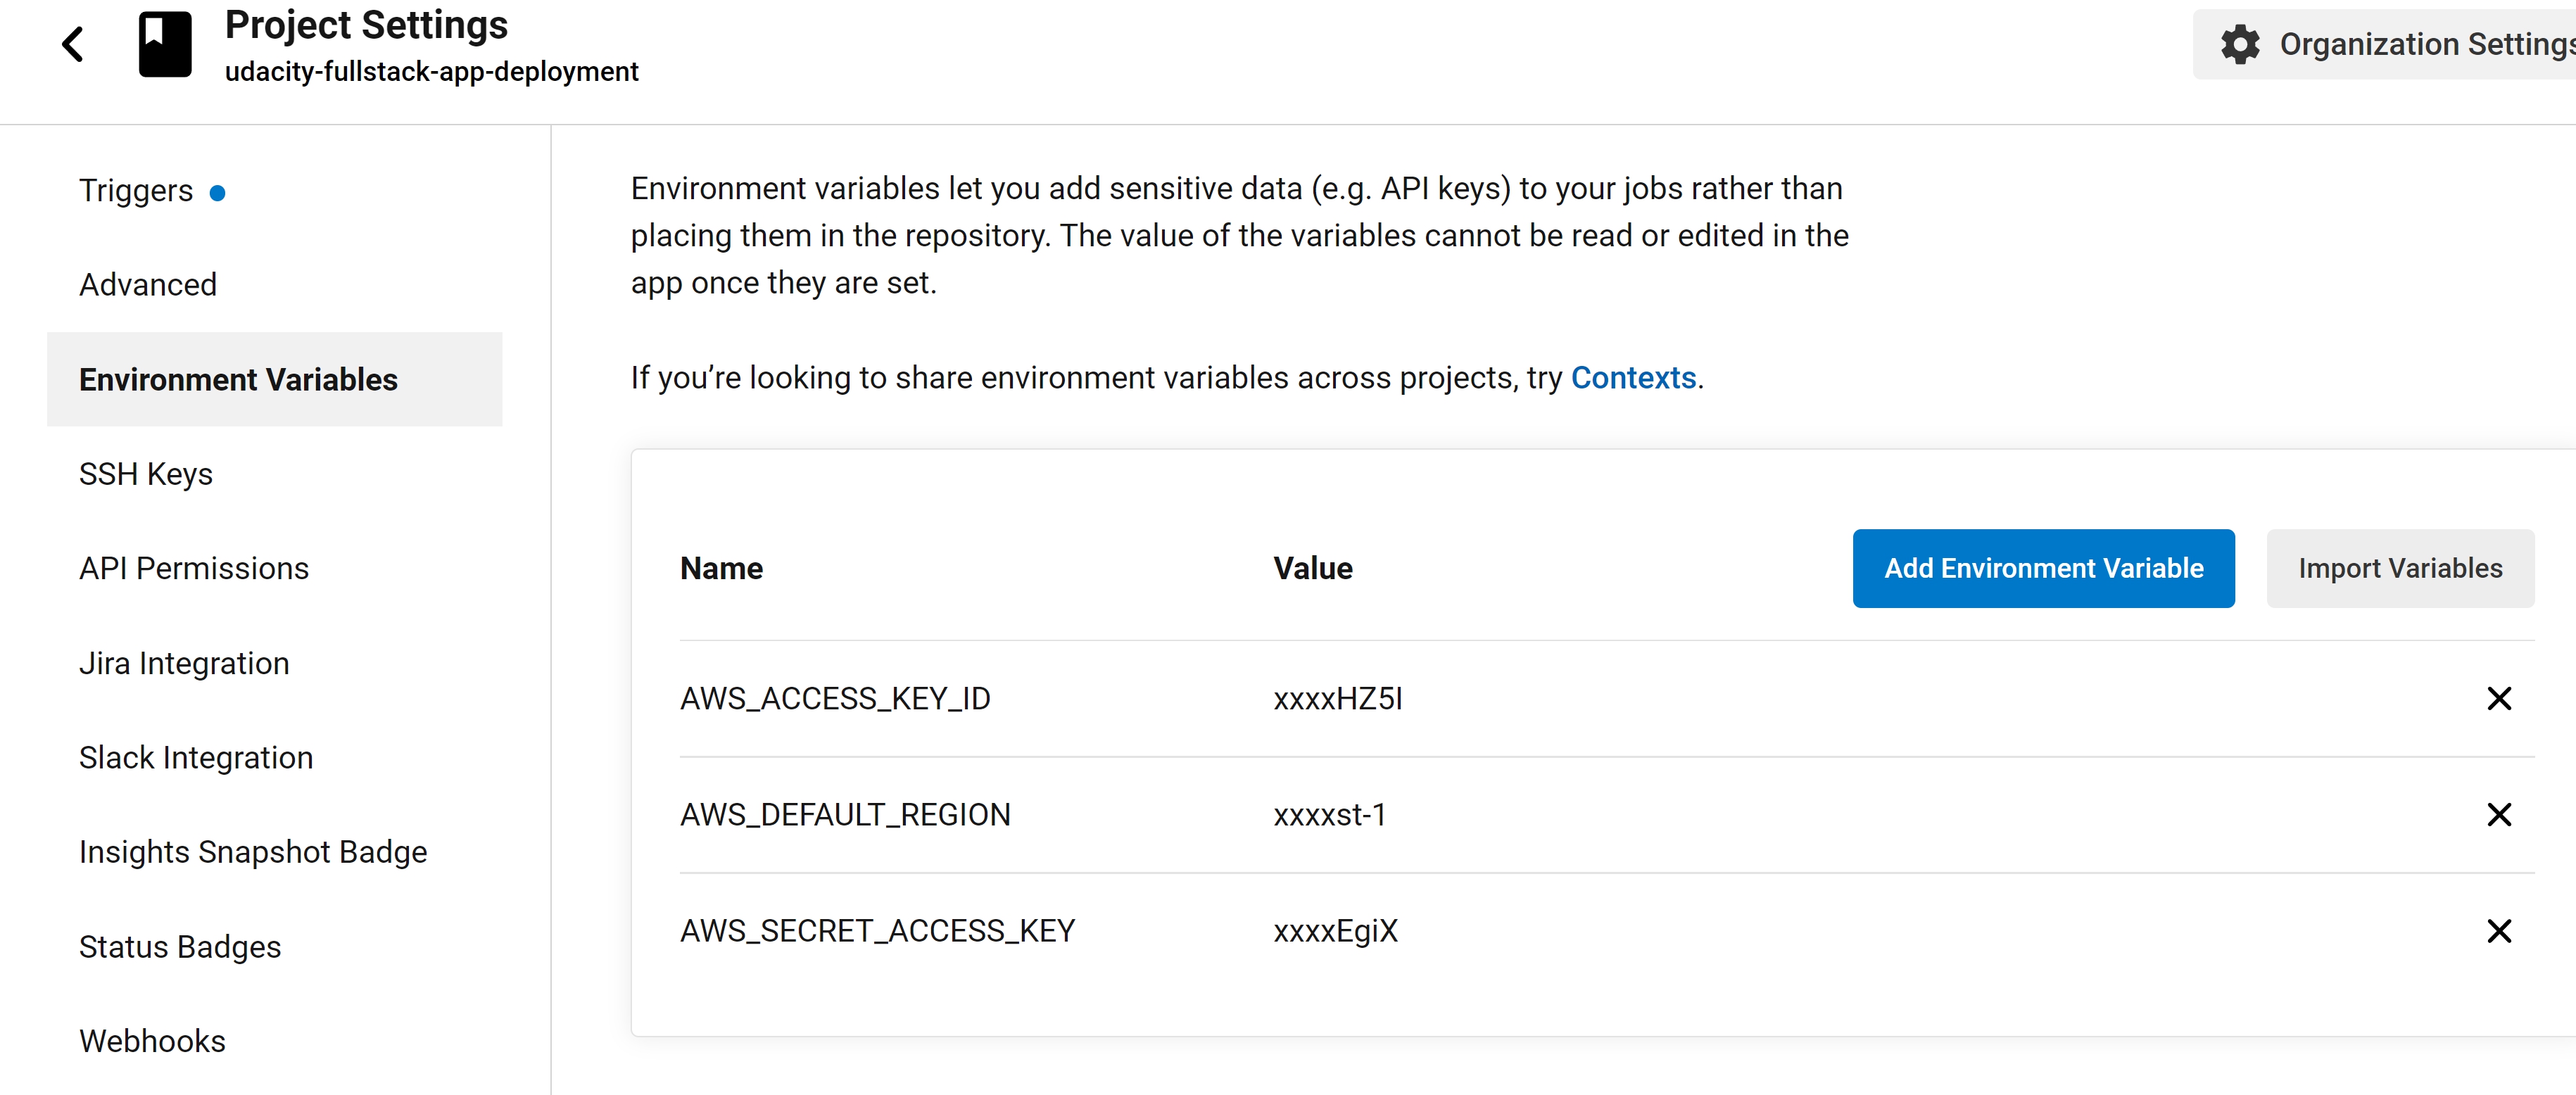 Project Settings
udacity-fullstack-app-deployment
Organization Settings
Triggers
Advanced
Environment Variables
SSH Keys
API Permissions
Jira Integration
Slack Integration
Insights Snapshot Badge
Status Badges
Webhooks
Environment variables let you add sensitive data (e.g. API keys) to your jobs rather than
placing them in the repository. The value of the variables cannot be read or edited in the
app once they are set.
If you’re looking to share environment variables across projects, try Contexts.
Name Value Add Environment Variable Import Variables
AWS_ACCESS_KEY_ID xxxxHZ5I
AWS_DEFAULT_REGION xxxxst-1
AWS_SECRET_ACCESS_KEY xxxxEgiX